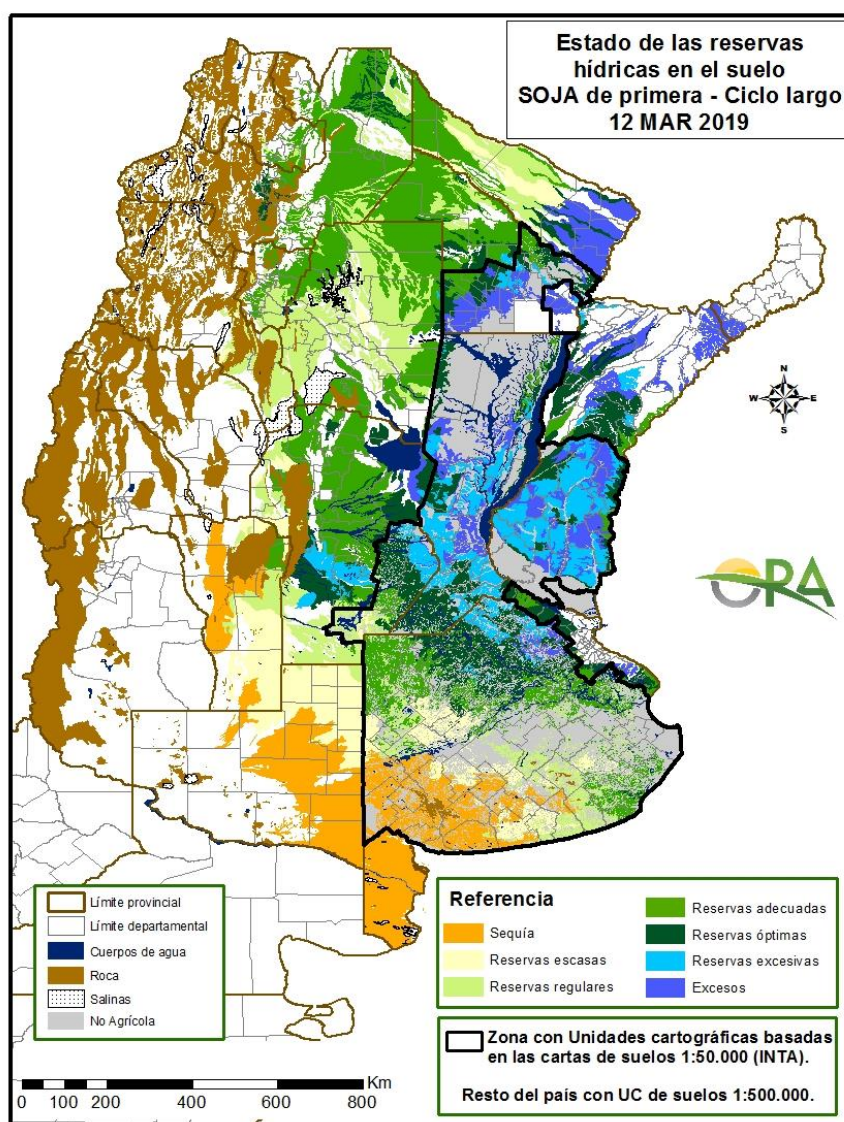 Estado de las reservas
hídricas en el suelo
SOJA de primera - Ciclo largo
12 MAR 2019
N
W E
S
ORA
Límite provincial
Límite departamental
Cuerpos de agua
Roca
Salinas
No Agrícola
Referencia
Sequía
Reservas escasas
Reservas regulares
Reservas adecuadas
Reservas óptimas
Reservas excesivas
Excesos
Zona con Unidades cartográficas basadas
en las cartas de suelos 1:50.000 (INTA).
Resto del país con UC de suelos 1:500.000.
Km
0 100 200 400 600 800